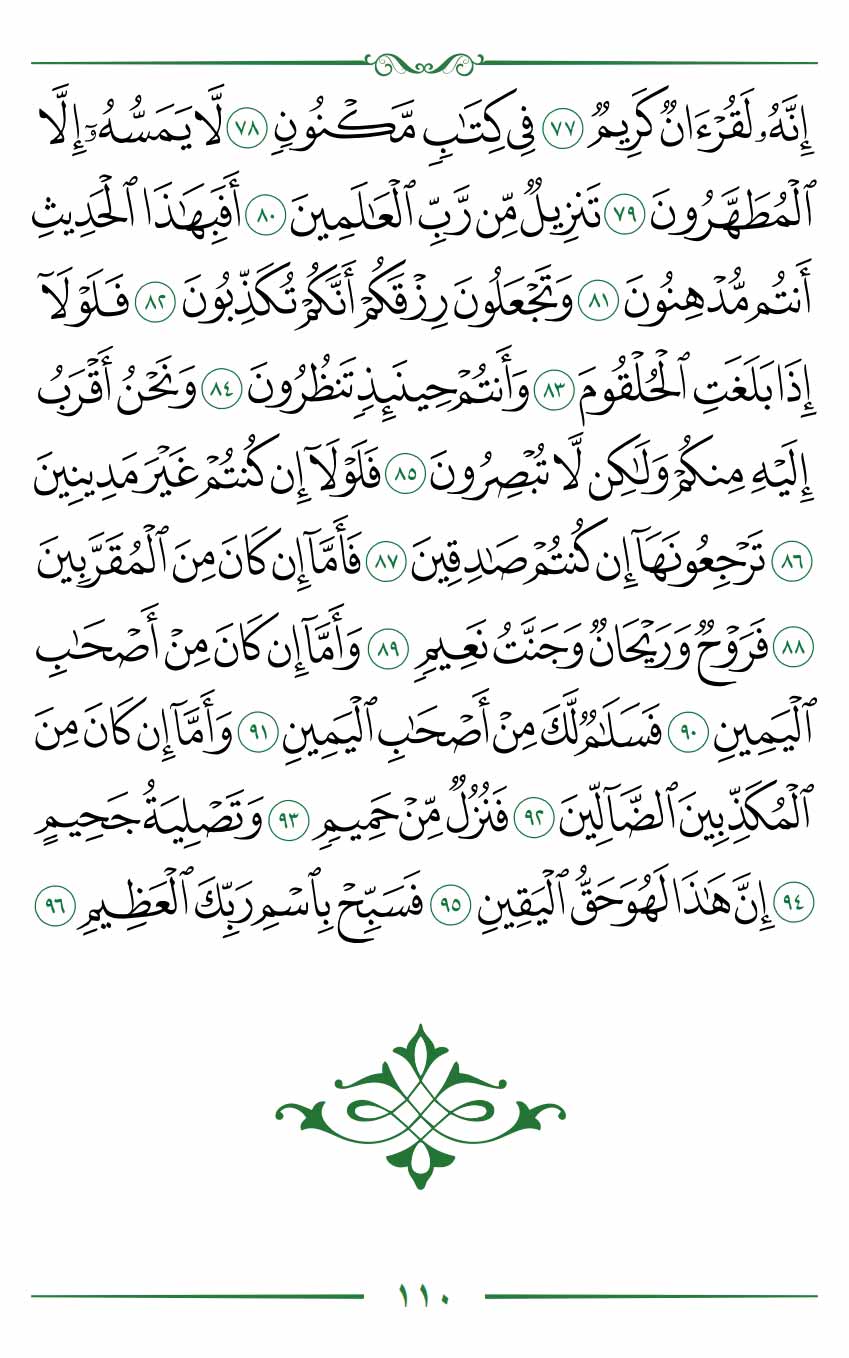 إِنَّهُۥ لَقُرْءَانٌ كَرِيمٌ ٧٧ فِى كِتَٰبٍ مَّكْنُونٍ ٧٨ لَّا يَمَسُّهُۥٓ إِلَّا
ٱلْمُطَهَّرُونَ ٧٩ تَنزِيلٌ مِّن رَّبِّ ٱلْعَٰلَمِينَ ٨٠ أَفَبِهَٰذَا ٱلْحَدِيثِ
أَنتُم مُّدْهِنُونَ ٨١ وَتَجْعَلُونَ رِزْقَكُمْ أَنَّكُمْ تُكَذِّبُونَ ٨٢ فَلَوْلَآ
إِذَا بَلَغَتِ ٱلْحُلْقُومَ ٨٣ وَأَنتُمْ حِينَئِذٍ تَنظُرُونَ ٨٤ وَنَحْنُ أَقْرَبُ
إِلَيْهِ مِنكُمْ وَلَٰكِن لَّا تُبْصِرُونَ ٨٥ فَلَوْلَآ إِن كُنتُمْ غَيْرَ مَدِينِينَ
٨٦ تَرْجِعُونَهَآ إِن كُنتُمْ صَٰدِقِينَ ٨٧ فَأَمَّآ إِن كَانَ مِنَ ٱلْمُقَرَّبِينَ
٨٨ فَرَوْحٌ وَرَيْحَانٌ وَجَنَّتُ نَعِيمٍ ٨٩ وَأَمَّآ إِن كَانَ مِنْ أَصْحَٰبِ
ٱلْيَمِينِ ٩٠ فَسَلَٰمٌ لَّكَ مِنْ أَصْحَٰبِ ٱلْيَمِينِ ٩١ وَأَمَّآ إِن كَانَ مِنَ
ٱلْمُكَذِّبِينَ ٱلضَّآلِّينَ ٩٢ فَنُزُلٌ مِّنْ حَمِيمٍ ٩٣ وَتَصْلِيَةُ جَحِيمٍ
٩٤ إِنَّ هَٰذَا لَهُوَ حَقُّ ٱلْيَقِينِ ٩٥ فَسَبِّحْ بِٱسْمِ رَبِّكَ ٱلْعَظِيمِ ٩٦
١١٠